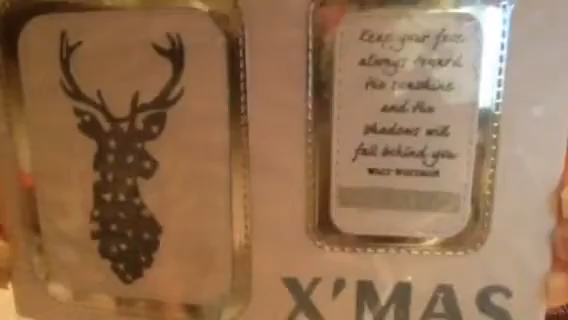 Keep your face
always toward
the sunshine
and the
shadows will
fall behind you
WALT WHITMAN
X'MAS